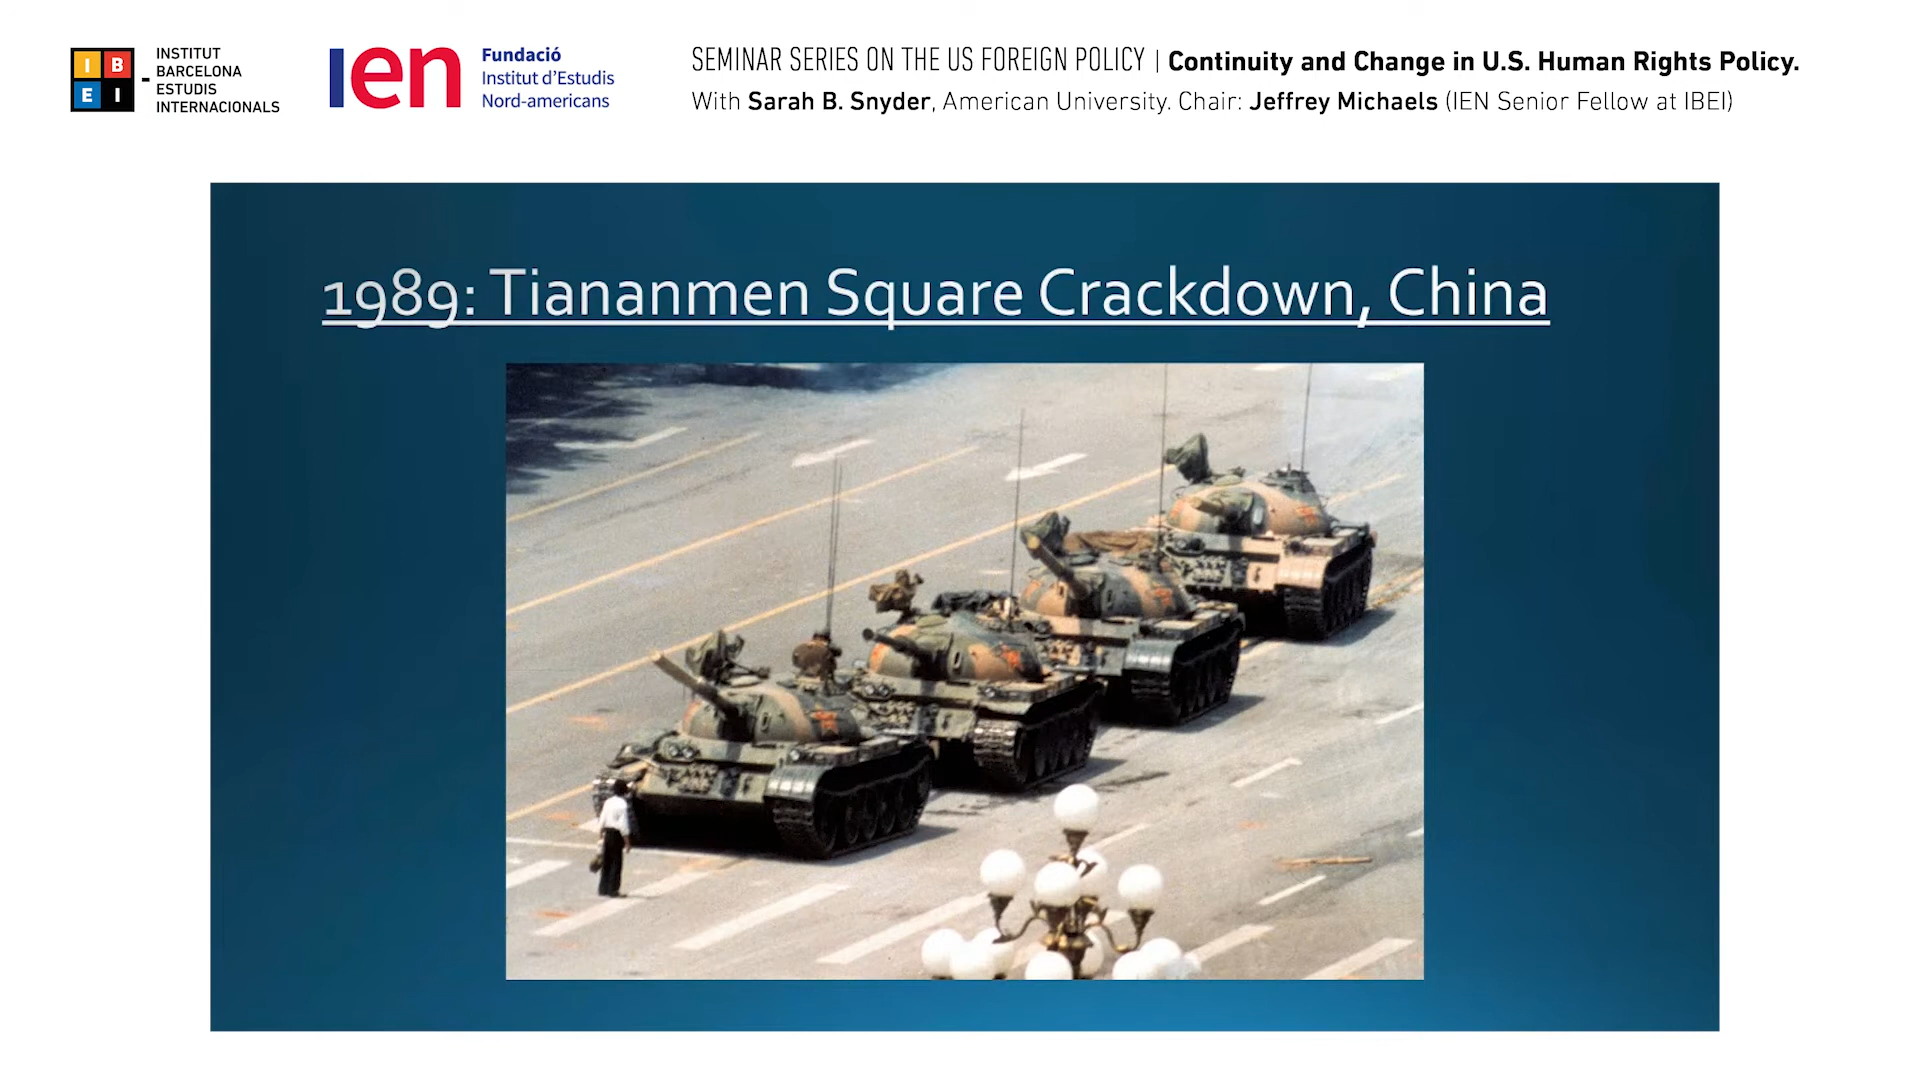 IB
EI
INSTITUT
BARCELONA
ESTUDIS
INTERNACIONALS
ien
Fundació
Institut d'Estudis
Nord-americans
SEMINAR SERIES ON THE US FOREIGN POLICY | Continuity and Change in U.S. Human Rights Policy.
With Sarah B. Snyder, American University. Chair: Jeffrey Michaels (IEN Senior Fellow at IBEI)
1989: Tiananmen Square Crackdown, China